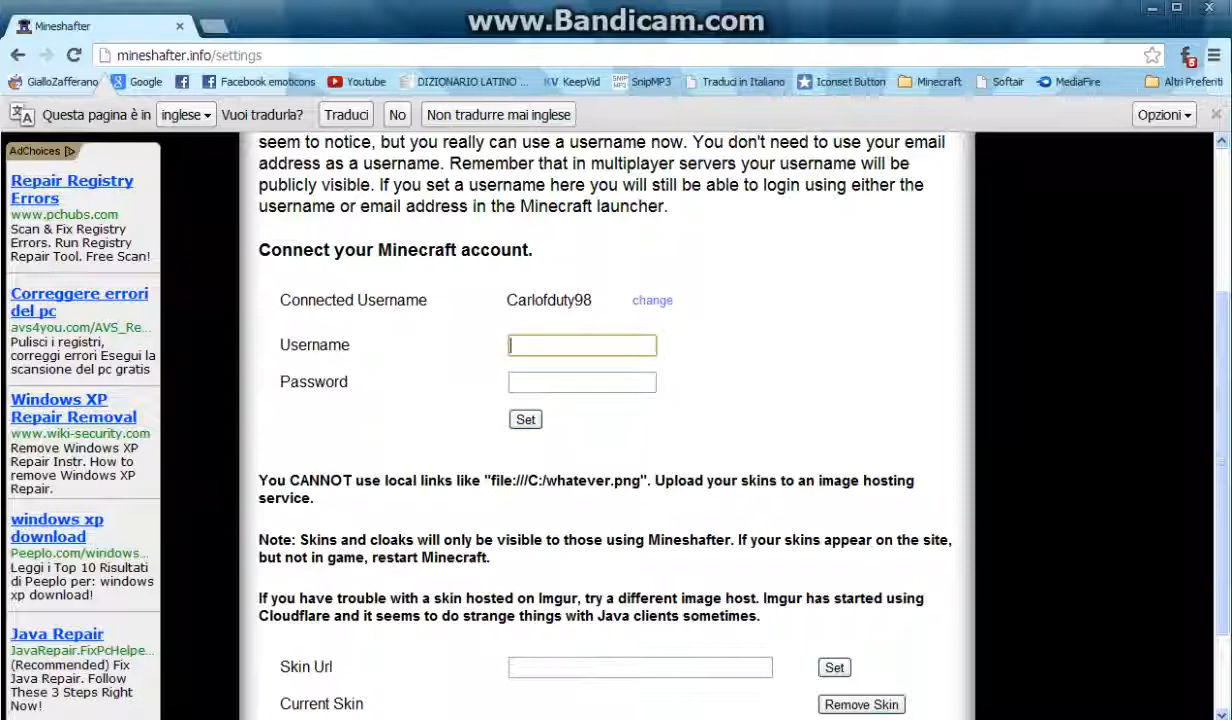 www.Bandicam.com
Mineshafter
mineshafter.info/settings
GialloZafferano Google Facebook emoticons Youtube DIZIONARIO LATINO ... KV KeepVid SNIP MP3 SnipMP3 Traduci in Italiano Iconset Button Minecraft Softair MediaFire Altri Preferiti
Questa pagina è in inglese Vuoi tradurla? Traduci No Non tradurre mai inglese Opzioni
AdChoices
Repair Registry
Errors
www.pchubs.com
Scan & Fix Registry
Errors. Run Registry
Repair Tool. Free Scan!
Correggere errori
del pc
avs4you.com/AVS_Re...
Pulisci i registri,
correggi errori Esegui la
scansione del pc gratis
Windows XP
Repair Removal
www.wiki-security.com
Remove Windows XP
Repair Instr. How to
remove Windows XP
Repair.
windows xp
download
Peeplo.com/windows...
Leggi i Top 10 Risultati
di Peeplo per: windows
xp download!
Java Repair
JavaRepair.FixPcHelpe...
(Recommended) Fix
Java Repair. Follow
These 3 Steps Right
Now!
seem to notice, but you really can use a username now. You don't need to use your email
address as a username. Remember that in multiplayer servers your username will be
publicly visible. If you set a username here you will still be able to login using either the
username or email address in the Minecraft launcher.
Connect your Minecraft account.
Connected Username Carlofduty98 change
Username
Password
Set
You CANNOT use local links like "file:///C:/whatever.png". Upload your skins to an image hosting
service.
Note: Skins and cloaks will only be visible to those using Mineshafter. If your skins appear on the site,
but not in game, restart Minecraft.
If you have trouble with a skin hosted on Imgur, try a different image host. Imgur has started using
Cloudflare and it seems to do strange things with Java clients sometimes.
Skin Url Set
Current Skin Remove Skin